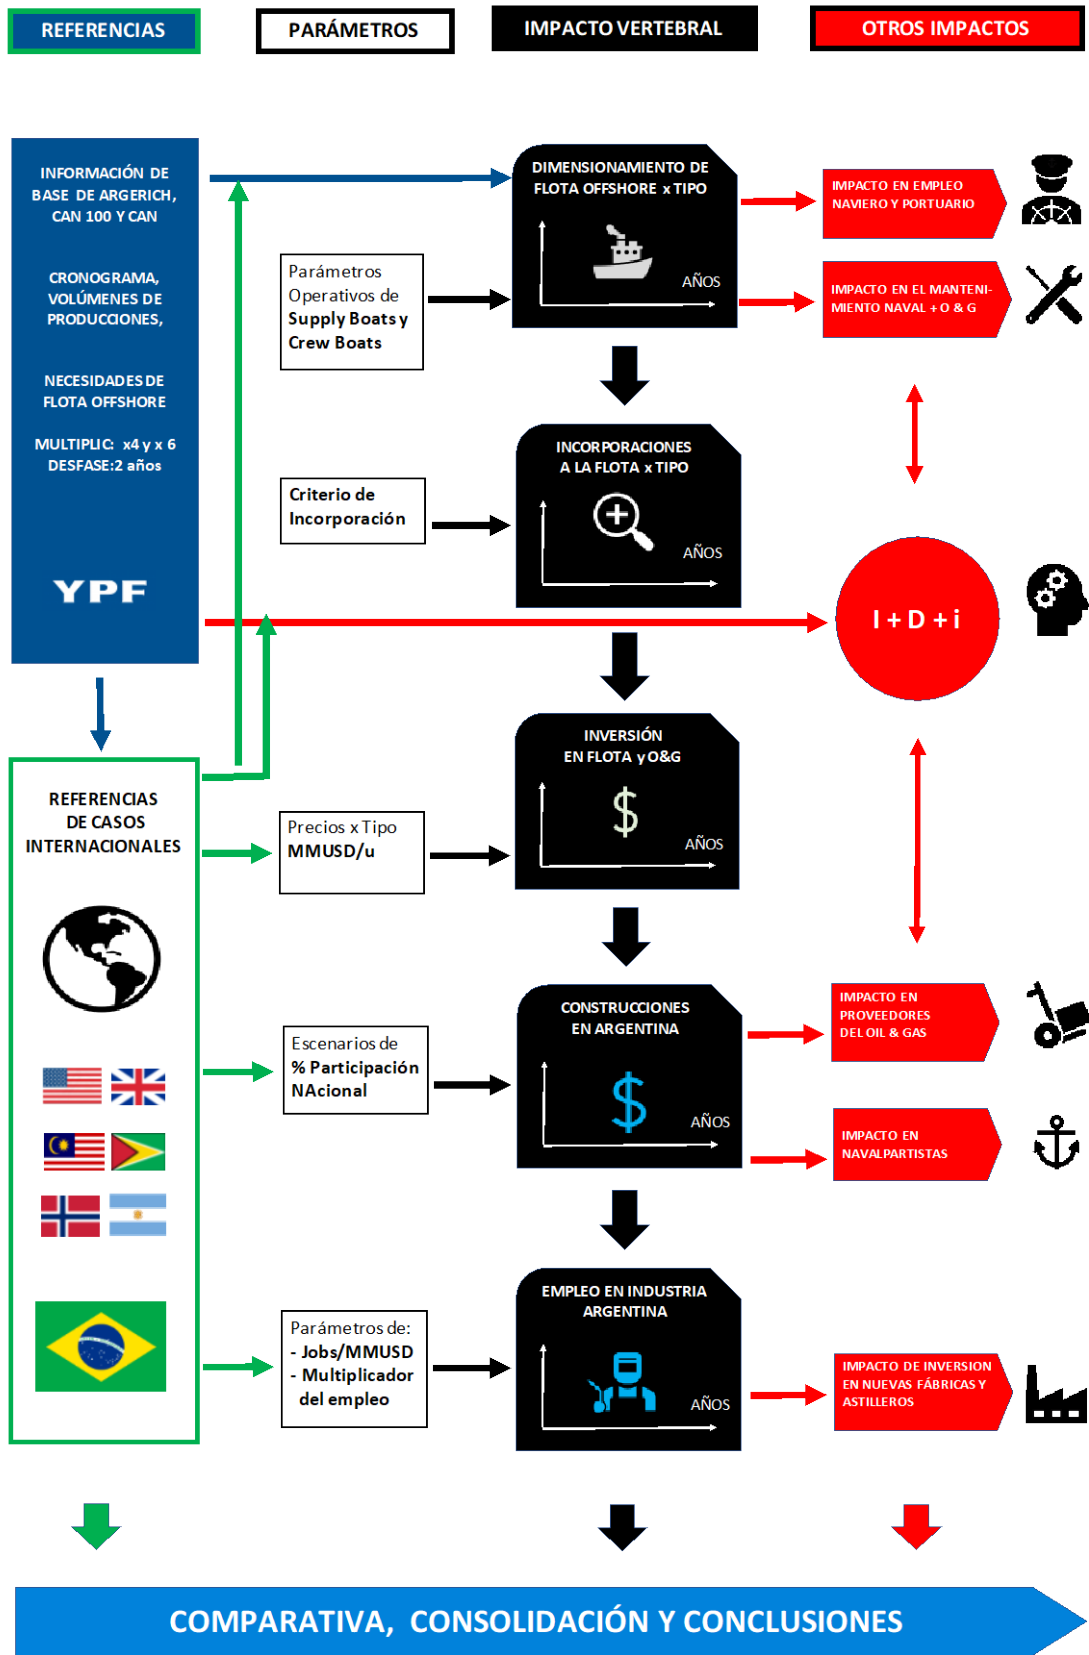 REFERENCIAS
PARÁMETROS
IMPACTO VERTEBRAL
OTROS IMPACTOS
INFORMACIÓN DE
BASE DE ARGERICH,
CAN 100 Y CAN
CRONOGRAMA,
VOLÚMENES DE
PRODUCCIONES,
NECESIDADES DE
FLOTA OFFSHORE
MULTIPLIC:  x4 y x 6
DESFASE:2 años
YPF
REFERENCIAS
DE CASOS
INTERNACIONALES
Parámetros
Operativos de
Supply Boats y
Crew Boats
Criterio de
Incorporación
Precios x Tipo
MMUSD/u
Escenarios de
% Participación
NAcional
Parámetros de:
- Jobs/MMUSD
- Multiplicador
del empleo
DIMENSIONAMIENTO DE
FLOTA OFFSHORE x TIPO
AÑOS
INCORPORACIONES
A LA FLOTA x TIPO
AÑOS
INVERSIÓN
EN FLOTA y O&G
$
AÑOS
CONSTRUCCIONES
EN ARGENTINA
$
AÑOS
EMPLEO EN INDUSTRIA
ARGENTINA
AÑOS
IMPACTO EN EMPLEO
NAVIERO Y PORTUARIO
IMPACTO EN EL MANTENI-
MIENTO NAVAL + O & G
I + D + i
IMPACTO EN
PROVEEDORES
DEL OIL & GAS
IMPACTO EN
NAVALPARTISTAS
IMPACTO DE INVERSION
EN NUEVAS FÁBRICAS Y
ASTILLEROS
COMPARATIVA,  CONSOLIDACIÓN Y CONCLUSIONES